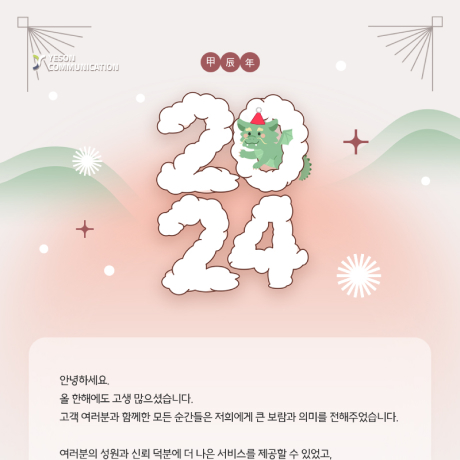 YESON
COMMUNICATION
甲 辰 年
20
24
안녕하세요.
올 한해에도 고생 많으셨습니다.
고객 여러분과 함께한 모든 순간들은 저희에게 큰 보람과 의미를 전해주었습니다.
여러분의 성원과 신뢰 덕분에 더 나은 서비스를 제공할 수 있었고,